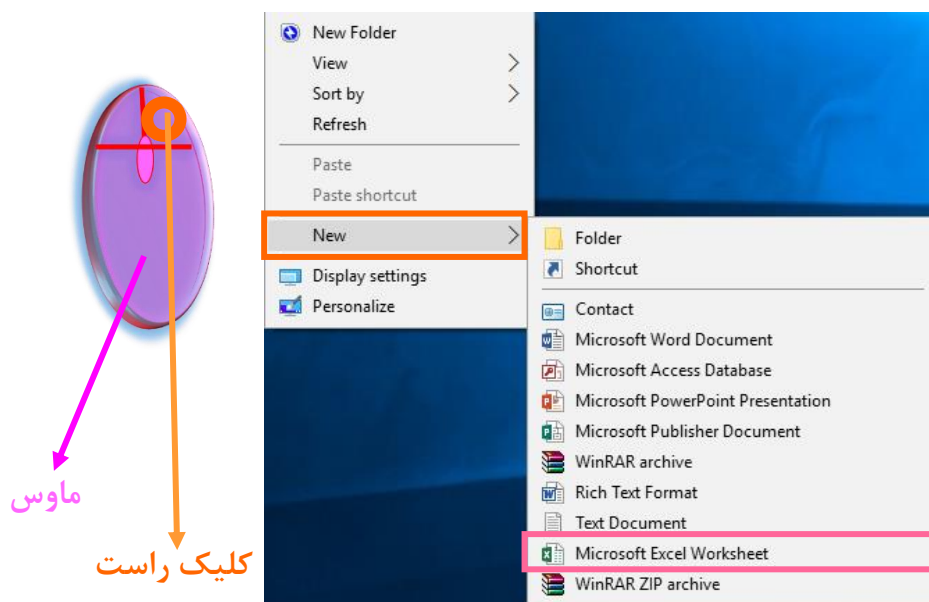 New Folder
View
Sort by
Refresh
Paste
Paste shortcut
New
Display settings
Personalize
Folder
Shortcut
Contact
Microsoft Word Document
Microsoft Access Database
Microsoft PowerPoint Presentation
Microsoft Publisher Document
WinRAR archive
Rich Text Format
Text Document
Microsoft Excel Worksheet
WinRAR ZIP archive
ماوس
کلیک راست